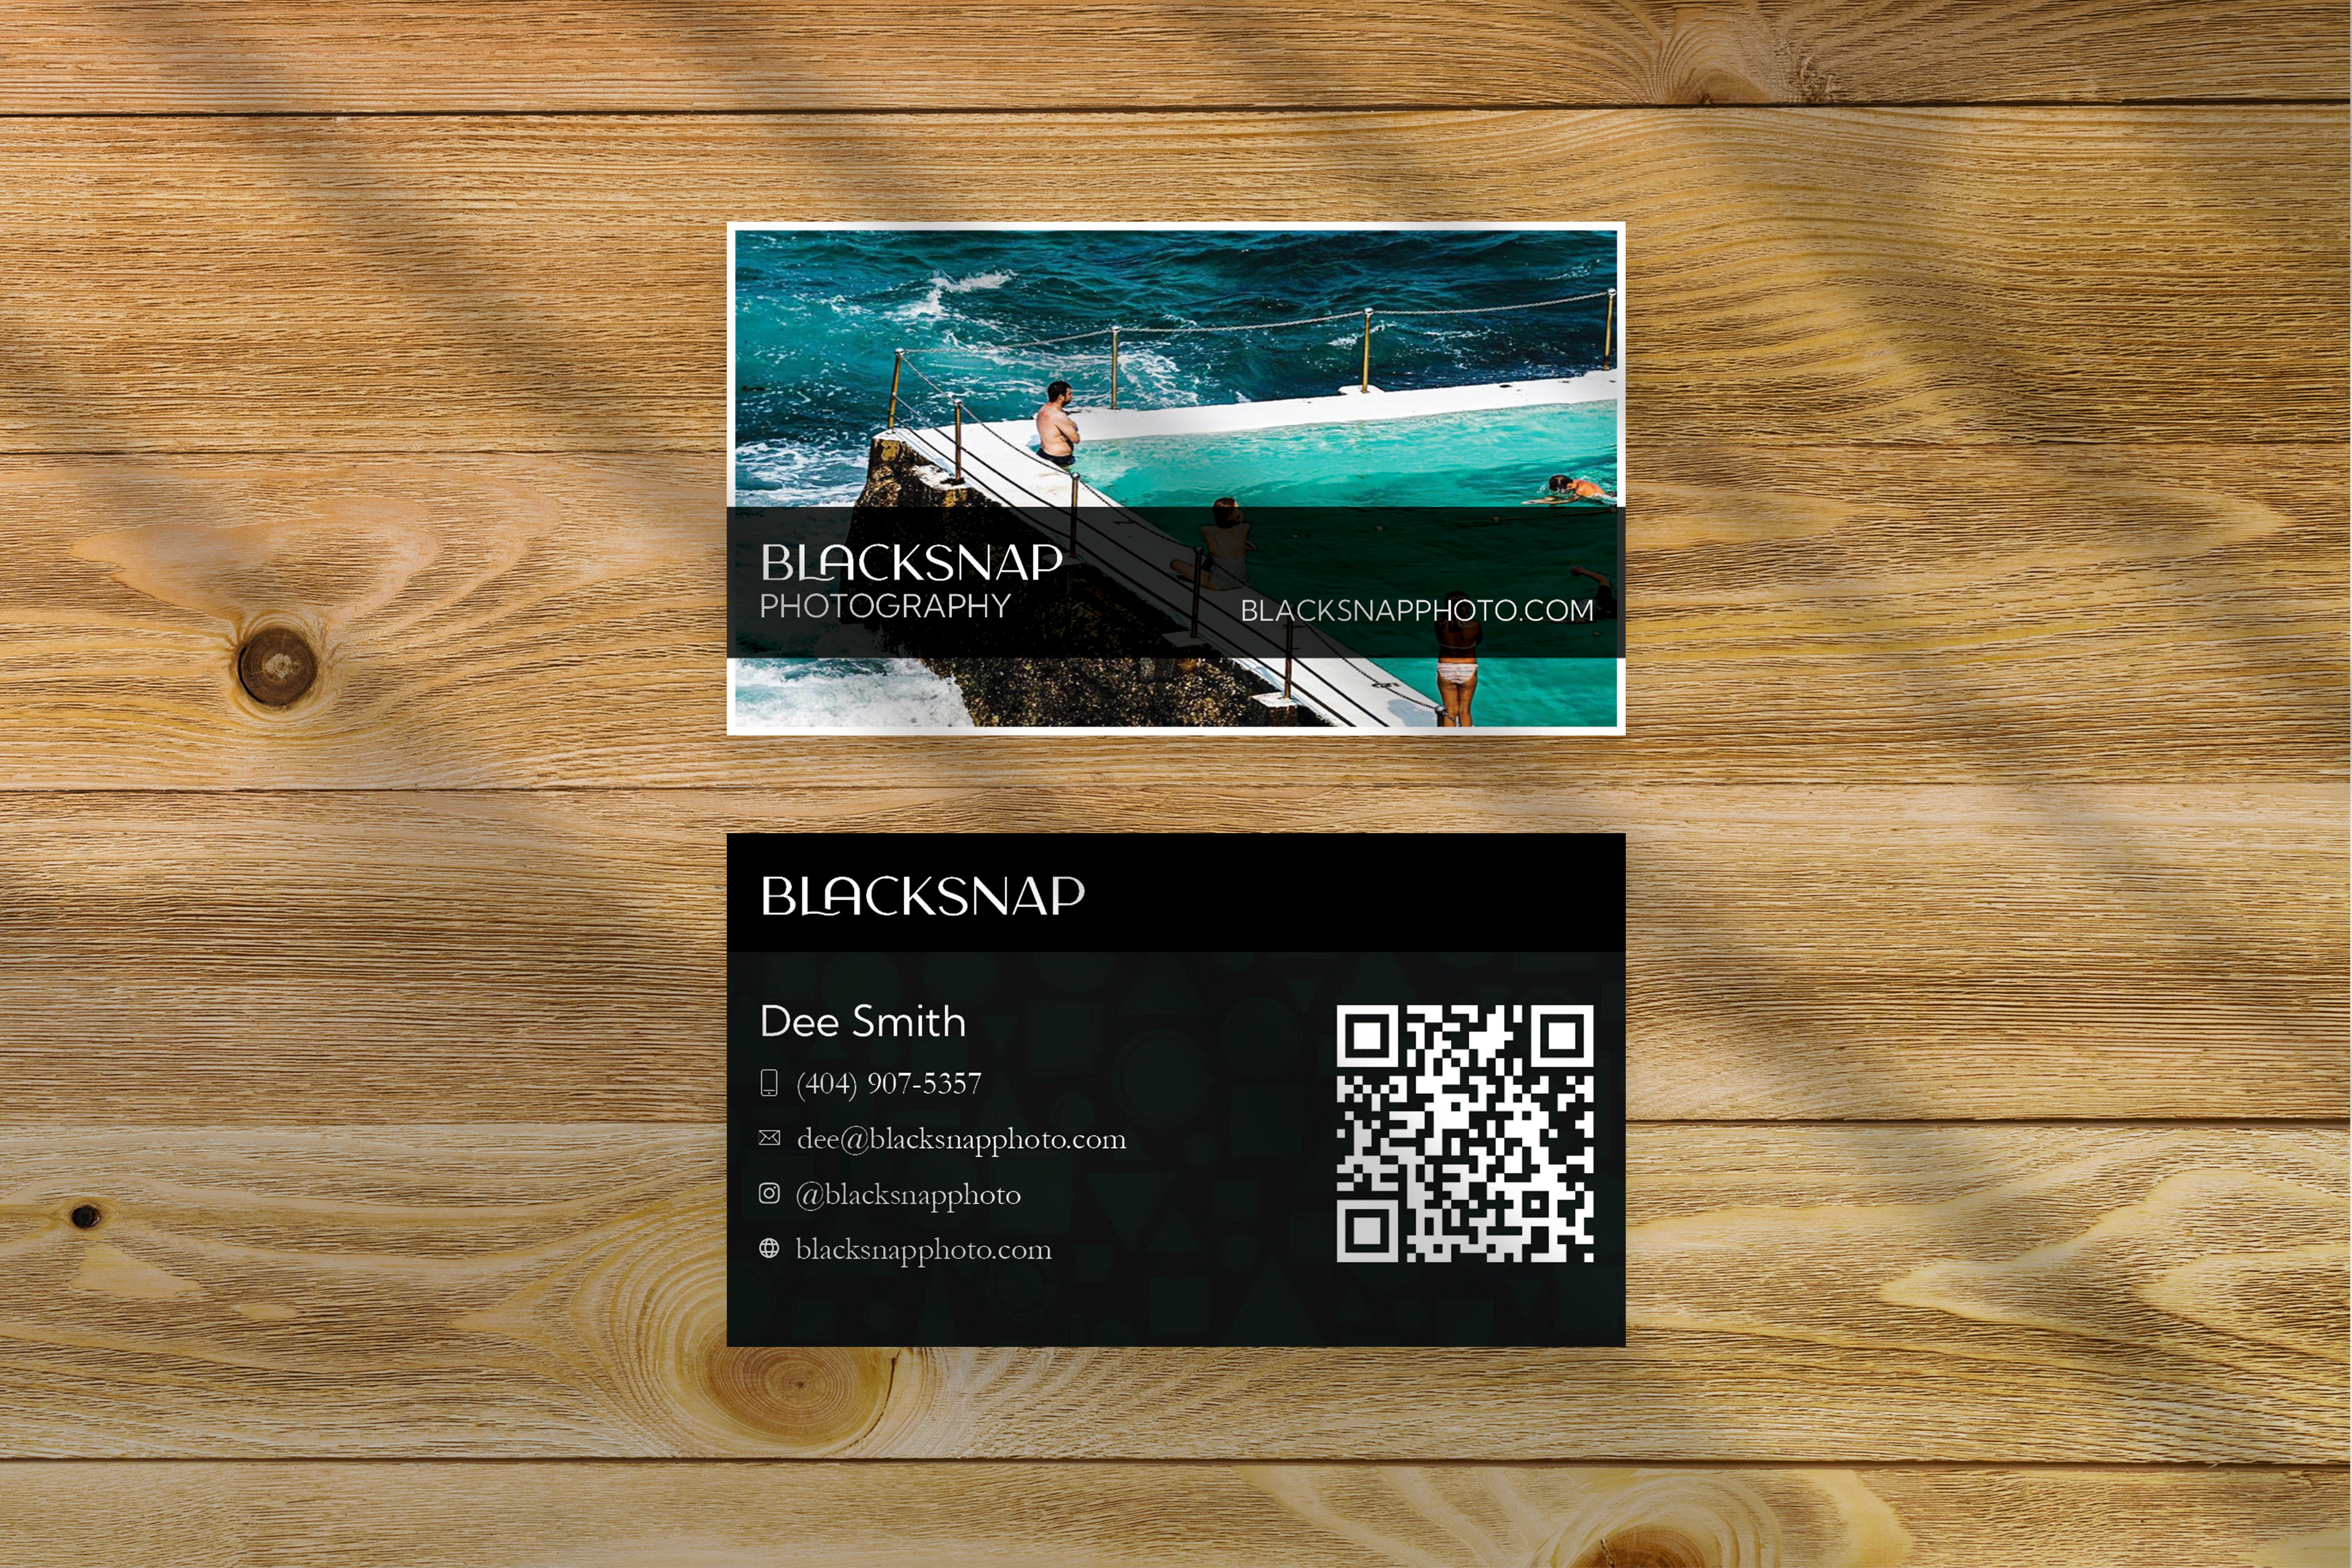 BLACKSNAP
PHOTOGRAPHY
BLACKSNAPPHOTO.COM
BLACKSNAP
Dee Smith
(404) 907-5357
dee@blacksnapphoto.com
@blacksnapphoto
blacksnapphoto.com